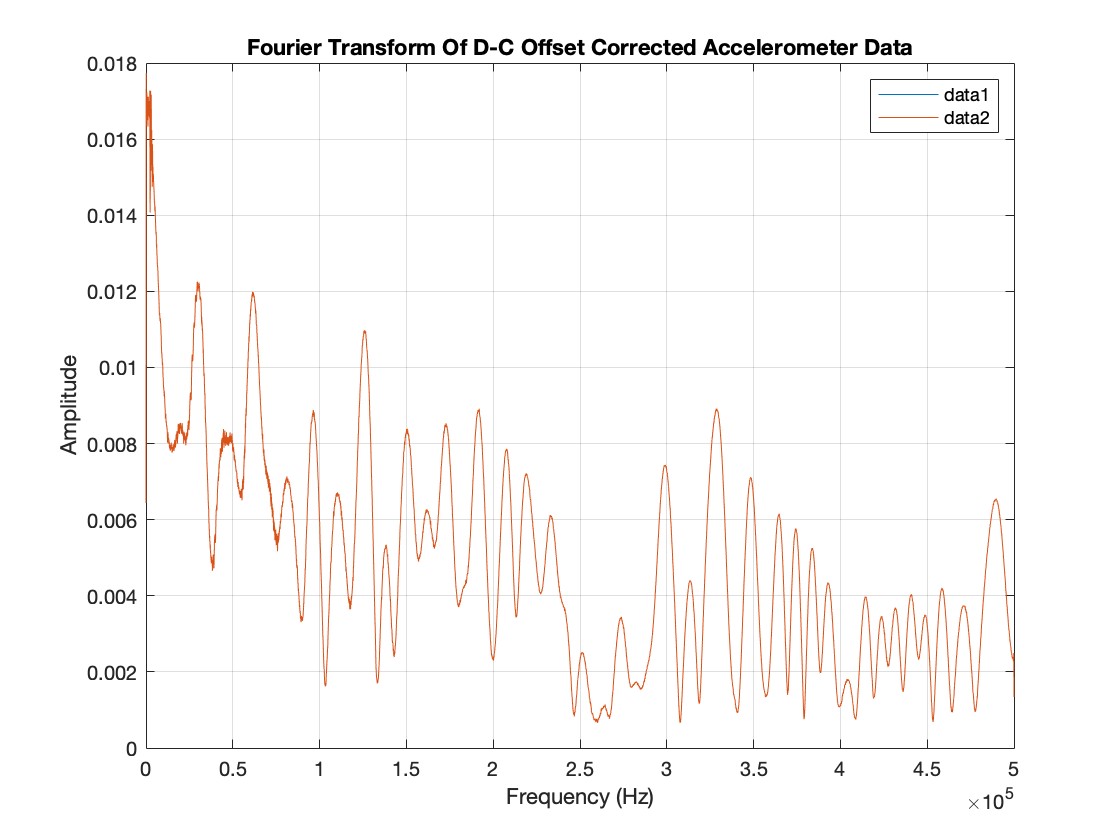 Fourier Transform Of D-C Offset Corrected Accelerometer Data
0.018
0.016
0.014
0.012
0.01
0.008
0.006
0.004
0.002
0
Amplitude
data1
data2
0 0.5 1 1.5 2 2.5 3 3.5 4 4.5 5
Frequency (Hz)
×10^5